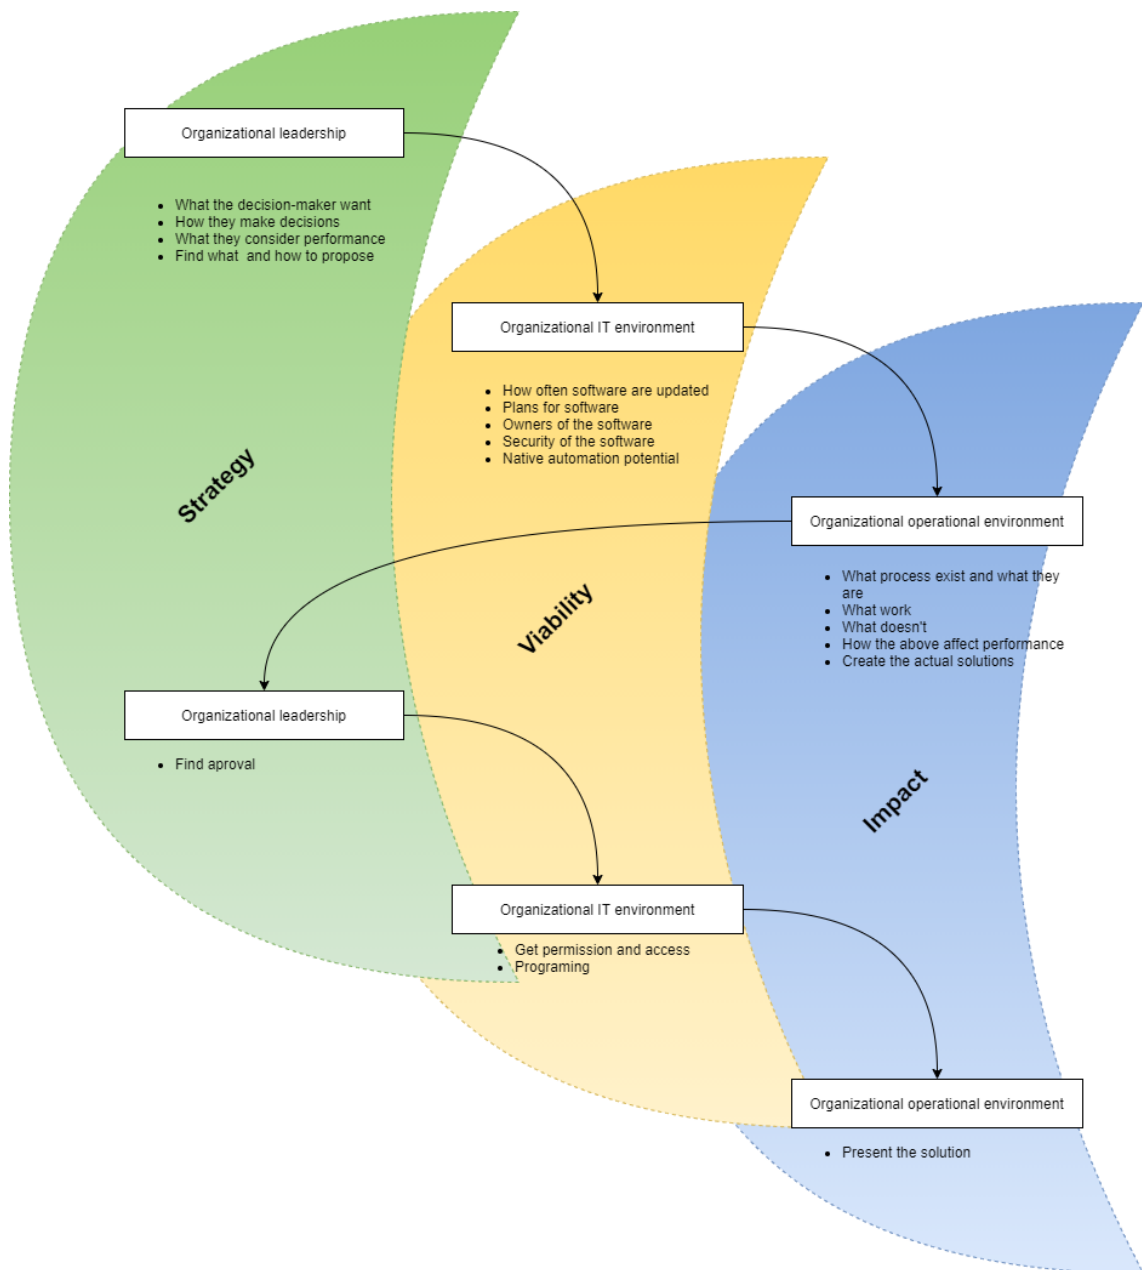 Organizational leadership
• What the decision-maker want
• How they make decisions
• What they consider performance
• Find what  and how to propose
Organizational IT environment
• How often software are updated
• Plans for software
• Owners of the software
• Security of the software
• Native automation potential
Strategy
Organizational operational environment
• What process exist and what they
are
• What work
• What doesn't
• How the above affect performance
• Create the actual solutions
Viability
Organizational leadership
• Find aproval
Impact
Organizational IT environment
• Get permission and access
• Programing
Organizational operational environment
• Present the solution